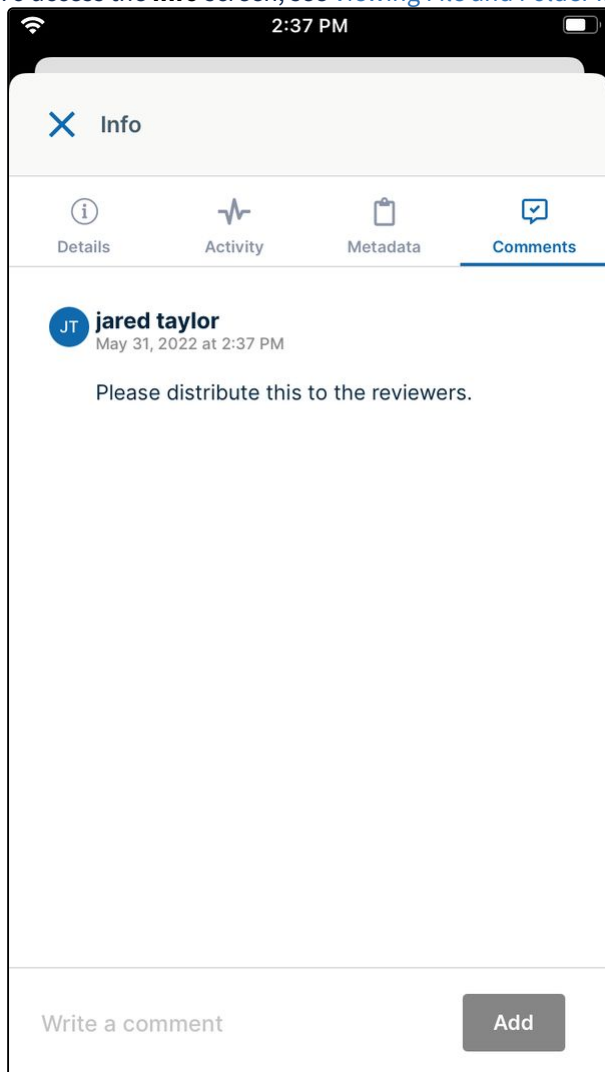 2:37 PM
Info
Details Activity Metadata Comments
JT jared taylor
May 31, 2022 at 2:37 PM
Please distribute this to the reviewers.
Write a comment Add